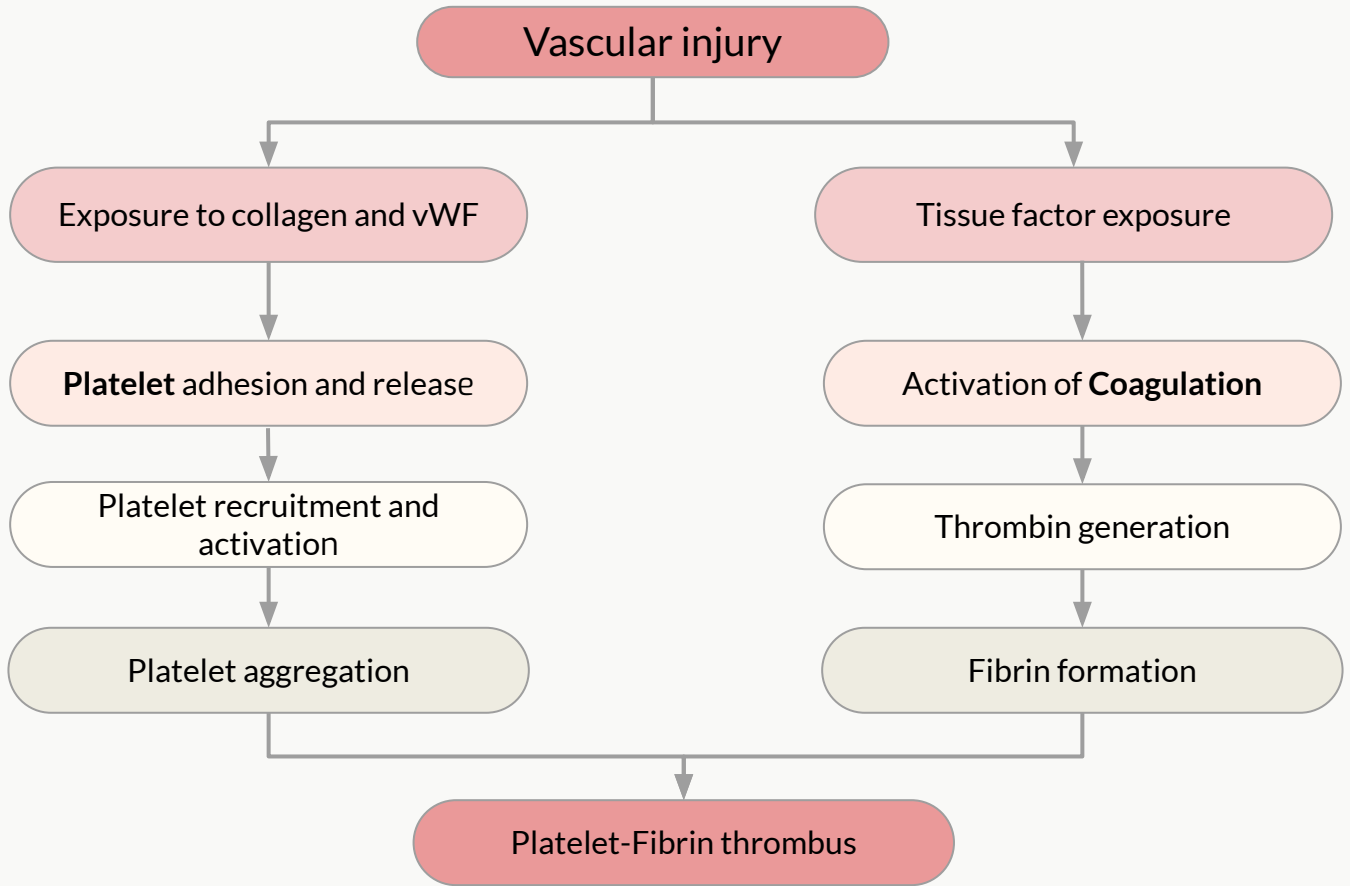 Vascular injury
Exposure to collagen and vWF
Tissue factor exposure
Platelet adhesion and release
Activation of Coagulation
Platelet recruitment and
activation
Thrombin generation
Platelet aggregation
Fibrin formation
Platelet-Fibrin thrombus